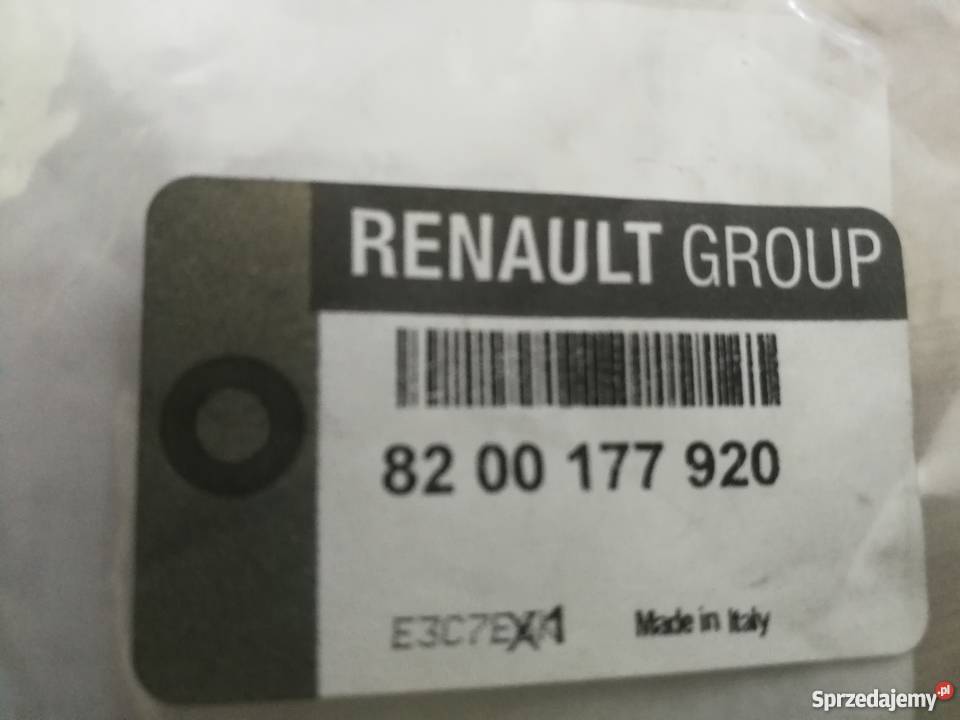 RENAULT GROUP
82 00 177 920
Made in Italy
Sprzedajemy.pl